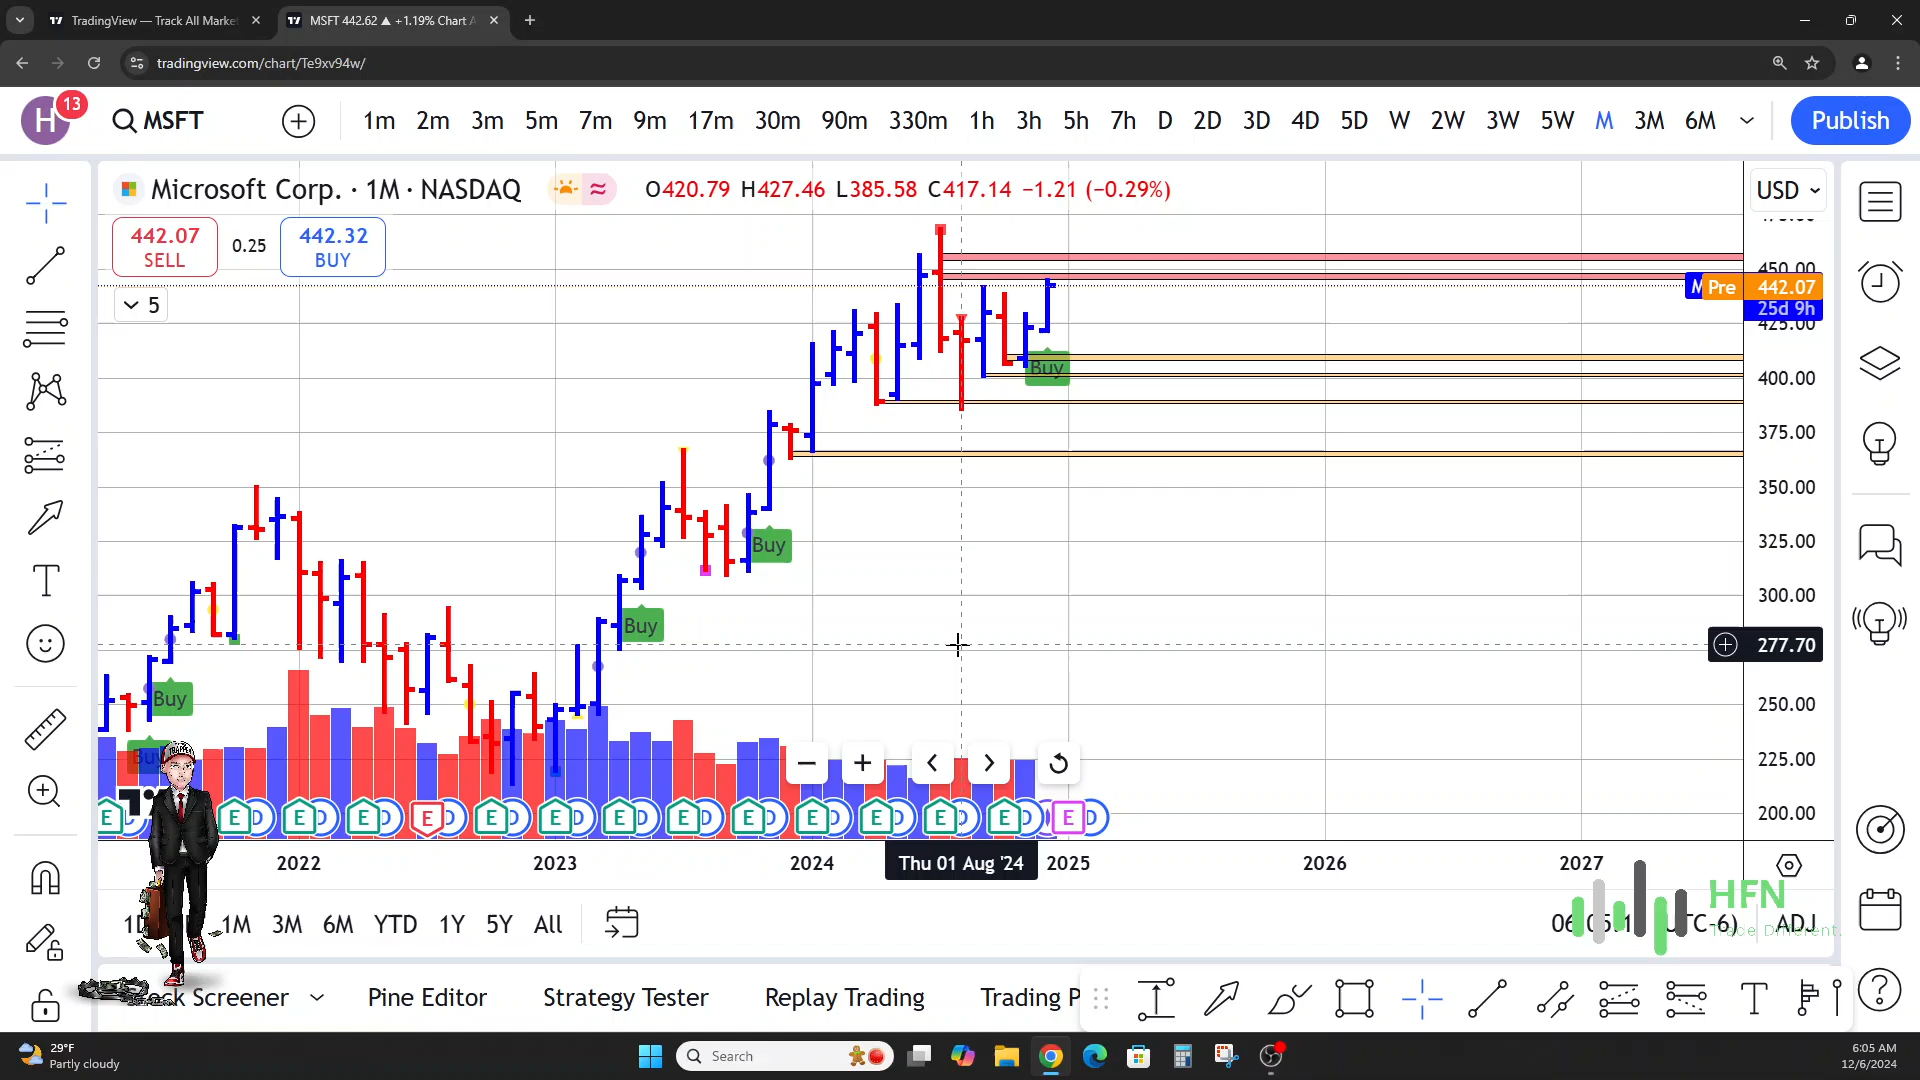 TradingView — Track All Marke
MSFT 442.62 ▲ +1.19% Chart A
tradingview.com/chart/Te9xv94w/
H 13 MSFT 1m 2m 3m 5m 7m 9m 17m 30m 90m 330m 1h 3h 5h 7h D 2D 3D 4D 5D W 2W 3W 5W M 3M 6M Publish
Microsoft Corp. · 1M · NASDAQ O420.79 H427.46 L385.58 C417.14 −1.21 (−0.29%) USD
442.07 SELL 0.25 442.32 BUY
5
450.00
Pre 442.07
25d 9h
425.00
Buy
400.00
375.00
350.00
Buy
325.00
300.00
Buy
277.70
Buy
250.00
Buy
225.00
200.00
E E D E D E D E D E D E D E D E D E D E D E D E D E D E D E D
2022 2023 2024 Thu 01 Aug '24 2025 2026 2027
1M 3M 6M YTD 1Y 5Y All
ADJ
HFN
Trade Different.
TRAPPER
Screener Pine Editor Strategy Tester Replay Trading Trading P
29°F
Partly cloudy
Search
6:05 AM
12/6/2024